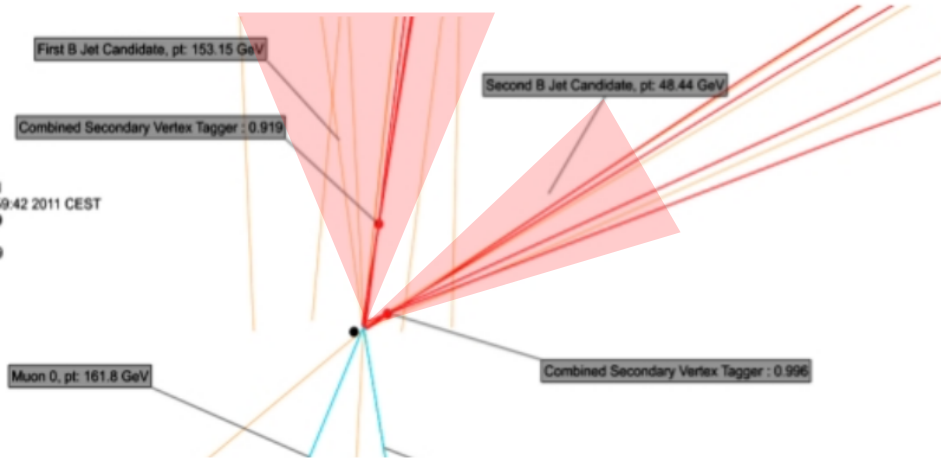 First B Jet Candidate, pt: 153.15 GeV
Second B Jet Candidate, pt: 48.44 GeV
Combined Secondary Vertex Tagger : 0.919
9:42 2011 CEST
Muon 0, pt: 161.8 GeV
Combined Secondary Vertex Tagger : 0.996